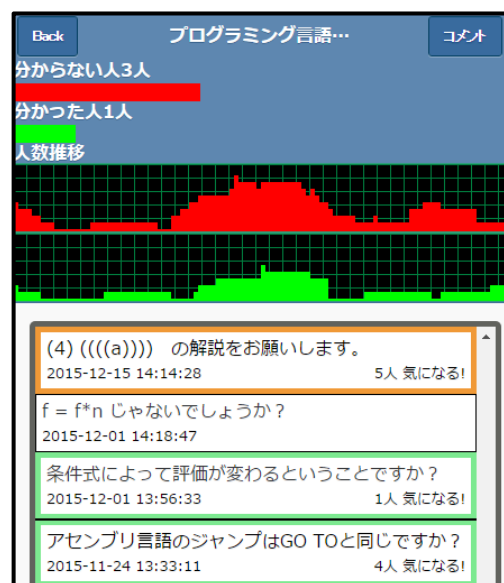 Back
プログラミング言語…
コメント
分からない人3人
分かった人1人
人数推移
(4) ((((a)))) の解説をお願いします。
2015-12-15 14:14:28 5人 気になる!
f = f*n じゃないでしょうか？
2015-12-01 14:18:47
条件式によって評価が変わるということですか？
2015-12-01 13:56:33 1人 気になる!
アセンブリ言語のジャンプはGO TOと同じですか？
2015-11-24 13:33:11 4人 気になる!